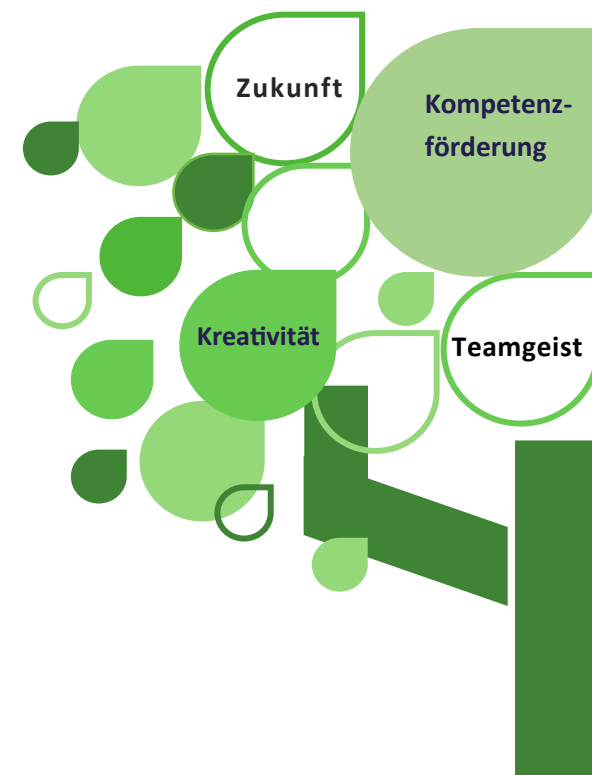 Zukunft
Kompetenz-
förderung
Kreativität
Teamgeist